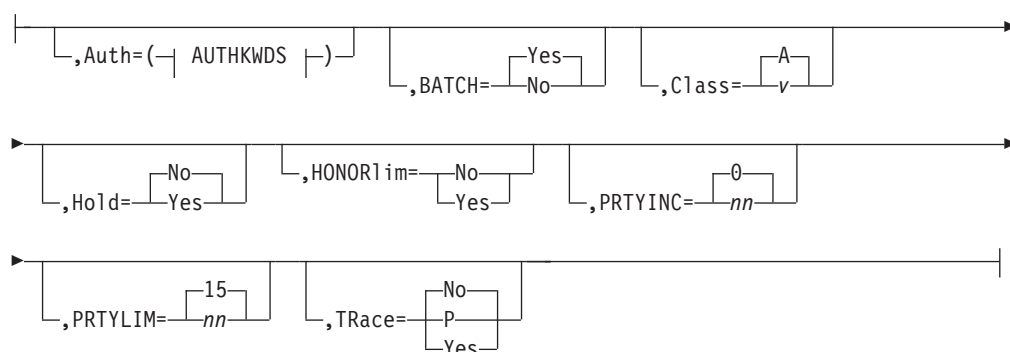 ,Auth=( AUTHKWDS )
,BATCH= Yes No
,Class= A v
,Hold= No Yes
,HONORlim= No Yes
,PRTYINC= 0 nn
,PRTYLIM= 15 nn
,TRace= No P Yes